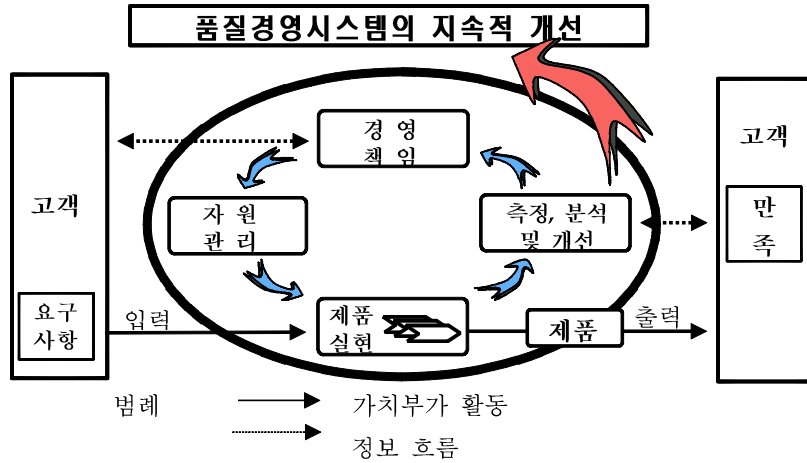 품질경영시스템의 지속적 개선
고객
요구
사항
입력
경 영
책 임
자 원
관 리
측정, 분석
및 개선
제품
실현
제품
출력
고객
만
족
범례
가치부가 활동
정보 흐름